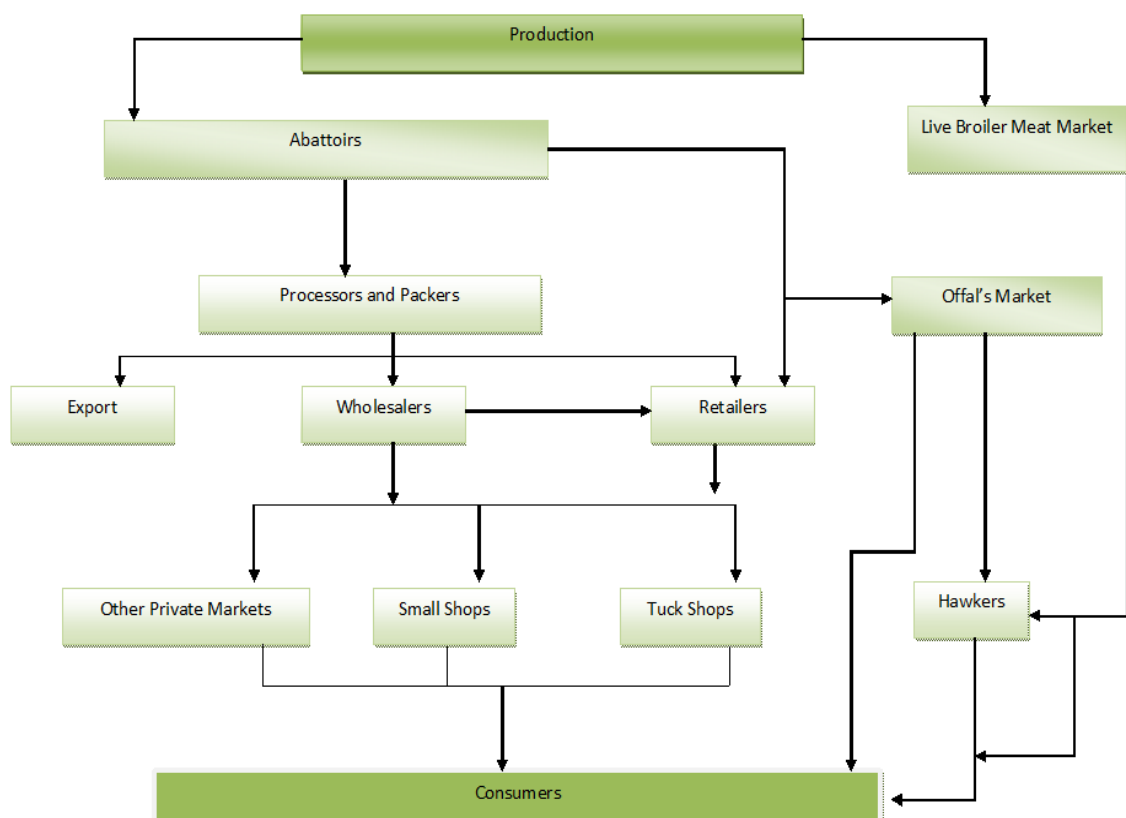 Production
Abattoirs
Live Broiler Meat Market
Processors and Packers
Offal's Market
Export
Wholesalers
Retailers
Other Private Markets
Small Shops
Tuck Shops
Hawkers
Consumers